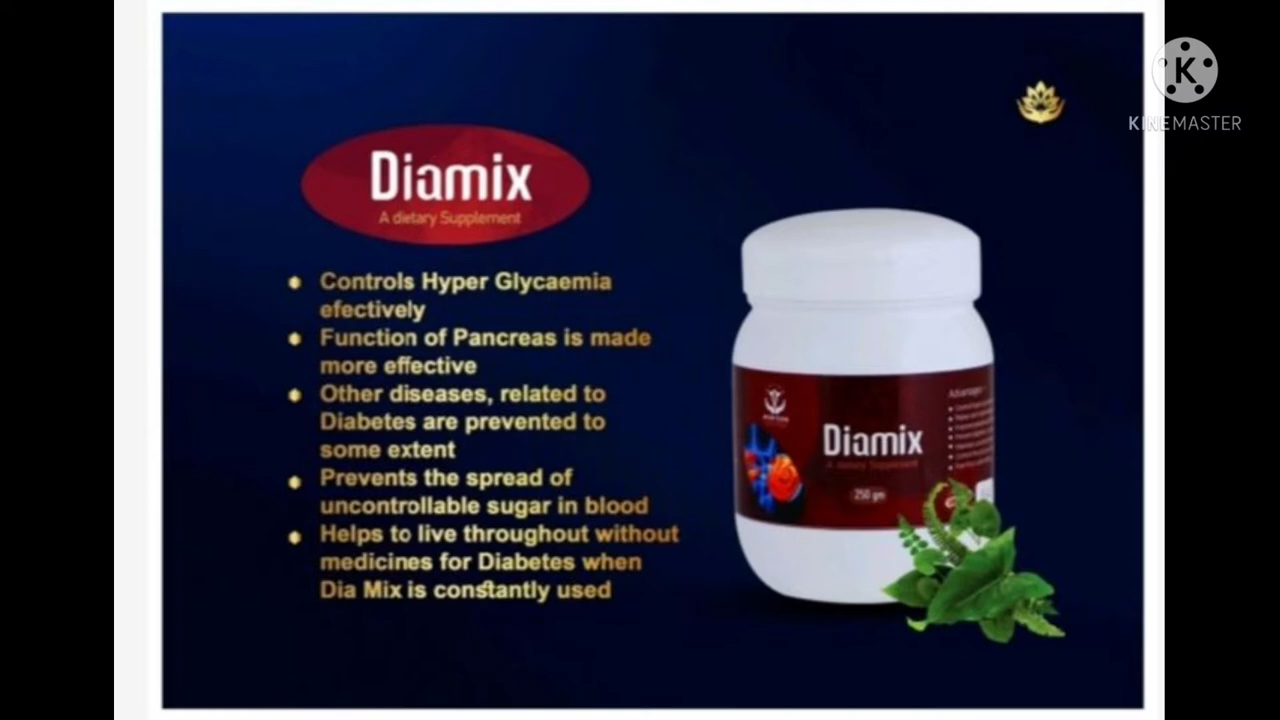 KINEMASTER
Diamix
A dietary Supplement
Controls Hyper Glycaemia
efectively
Function of Pancreas is made
more effective
Other diseases, related to
Diabetes are prevented to
some extent
Prevents the spread of
uncontrollable sugar in blood
Helps to live throughout without
medicines for Diabetes when
Dia Mix is constantly used
Diamix
A dietary Supplement
250 gm